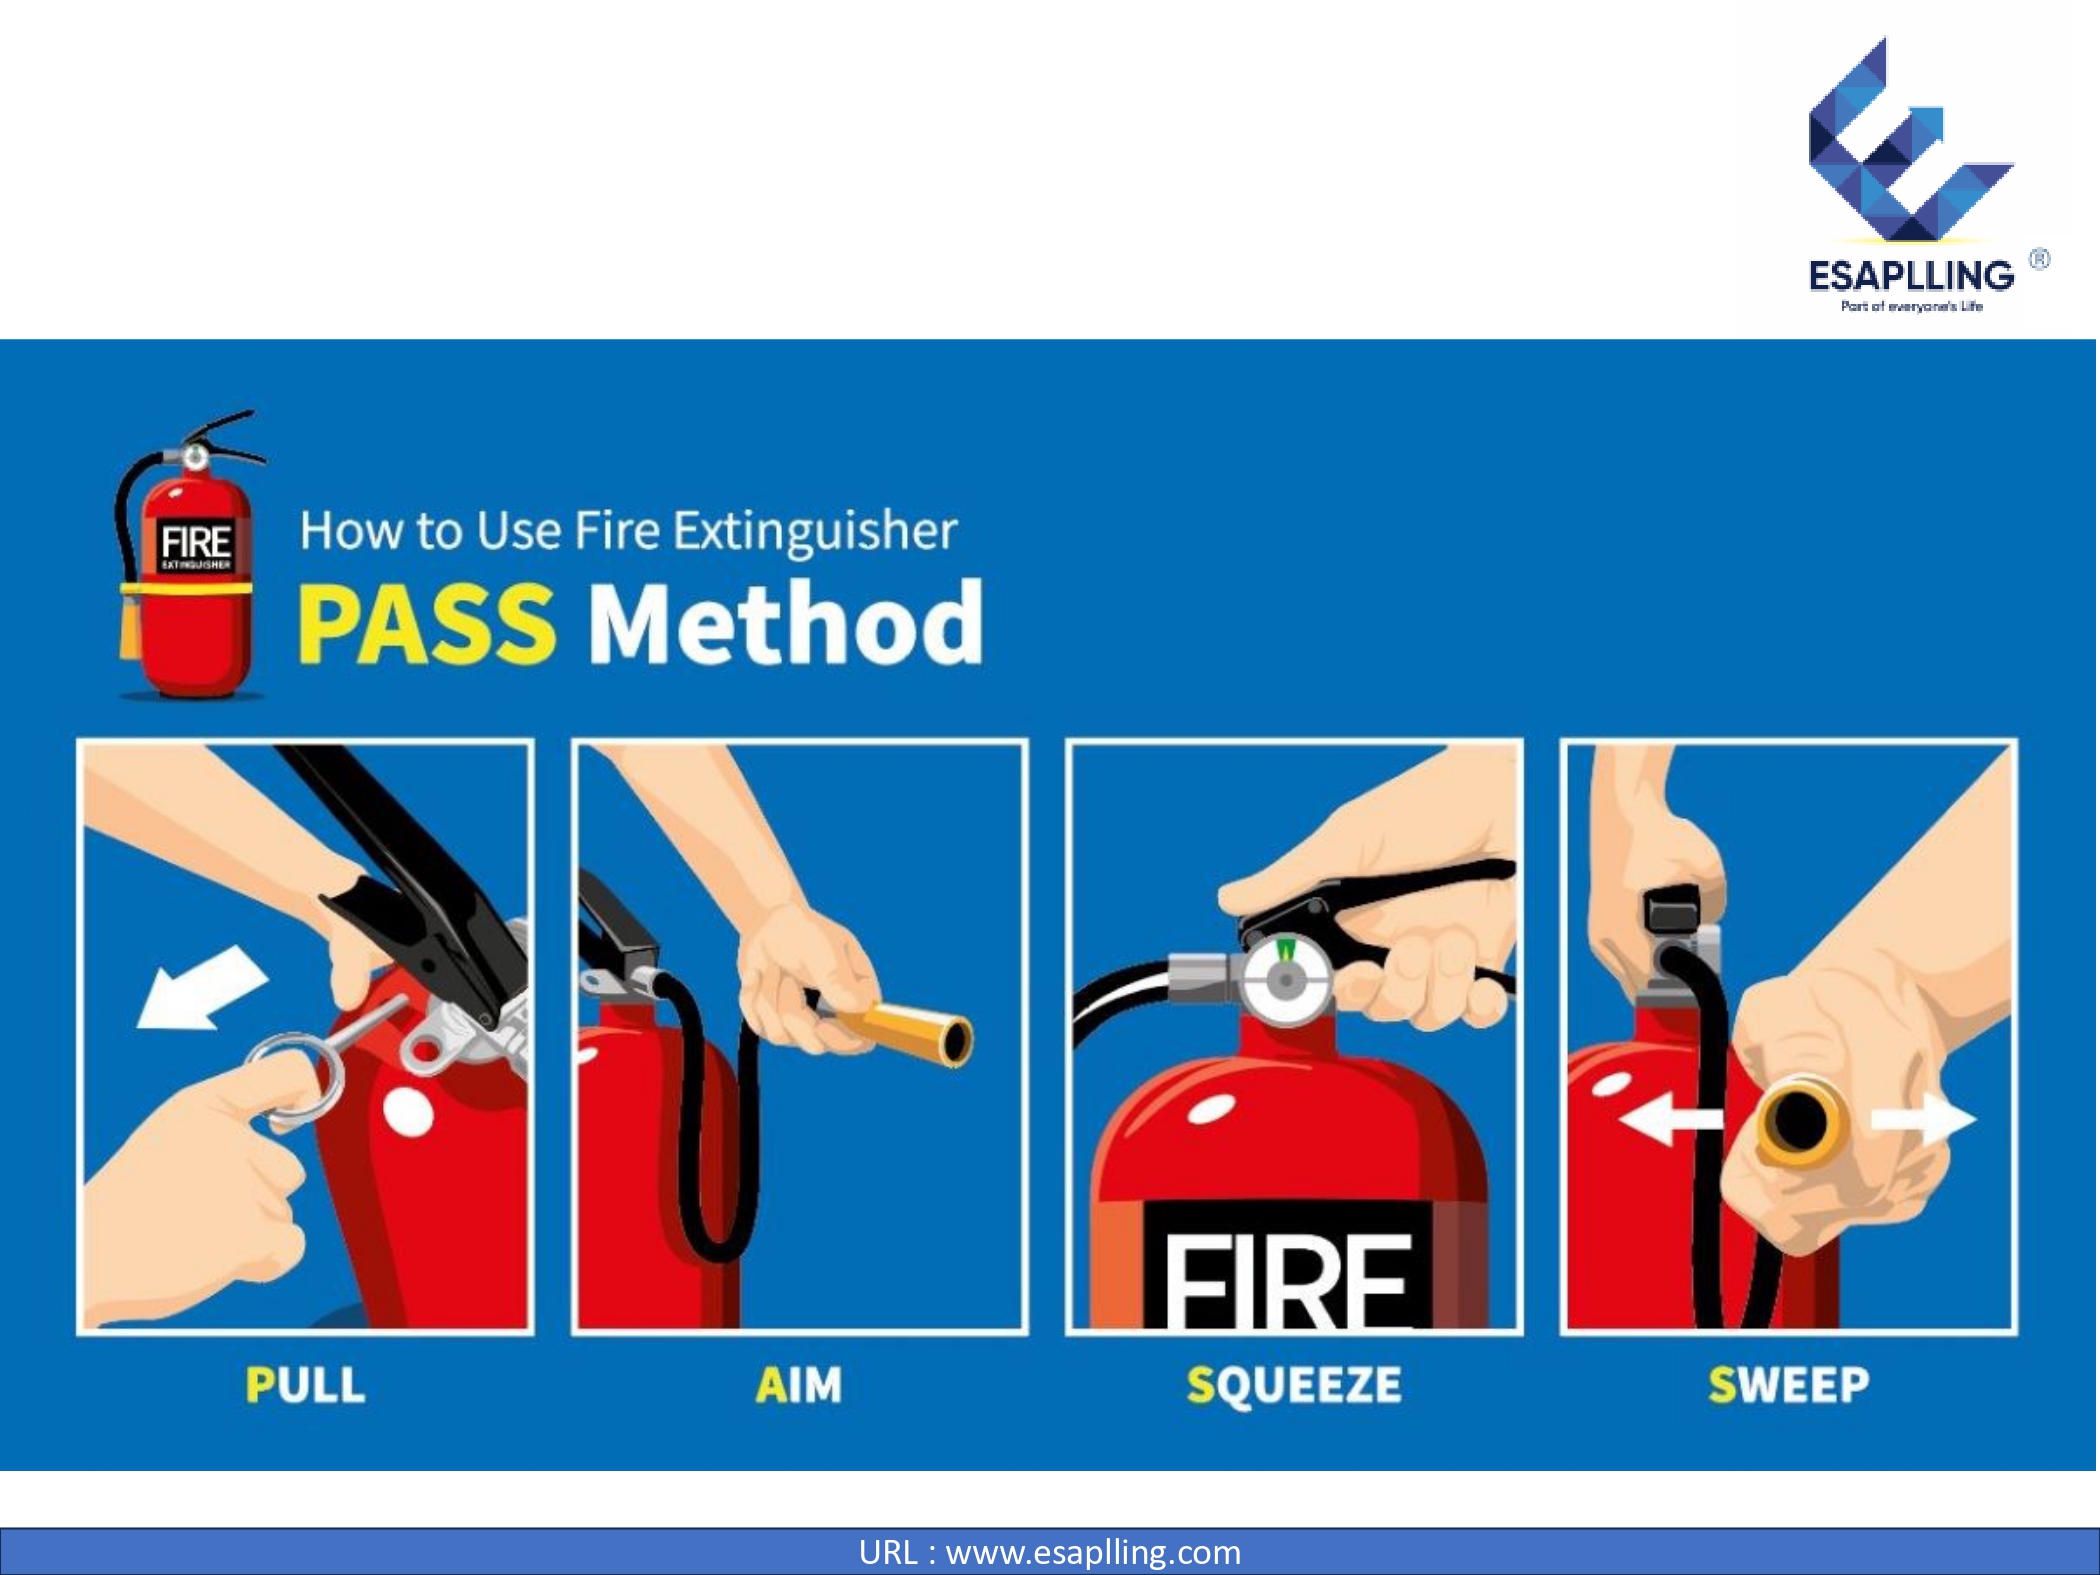 ESAPLLING ®
Part of everyone's Life
How to Use Fire Extinguisher
FIRE
EXTINGUISHER
PASS Method
FIRE
PULL
AIM
SQUEEZE
SWEEP
URL : www.esaplling.com